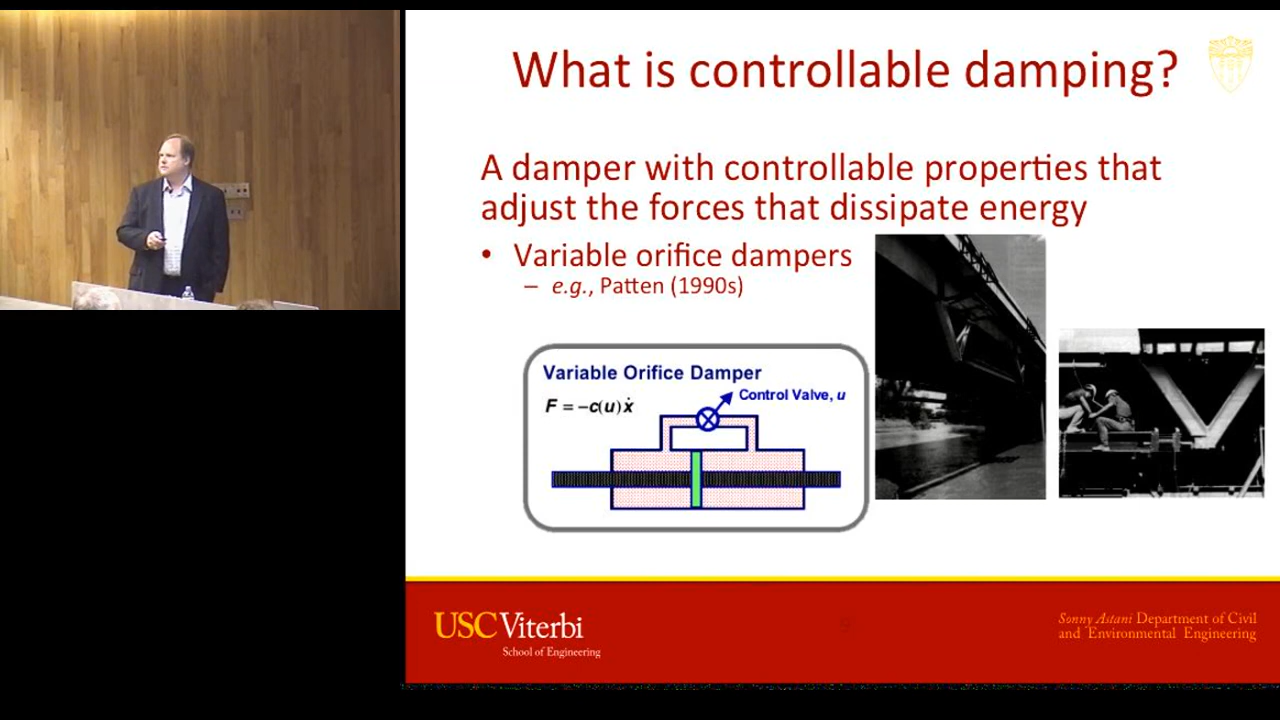 What is controllable damping?
A damper with controllable properties that
adjust the forces that dissipate energy
• Variable orifice dampers
– e.g., Patten (1990s)
Variable Orifice Damper
Control Valve, u
F = −c(u)ẋ
USC Viterbi
School of Engineering
Sonny Astani Department of Civil
and Environmental Engineering